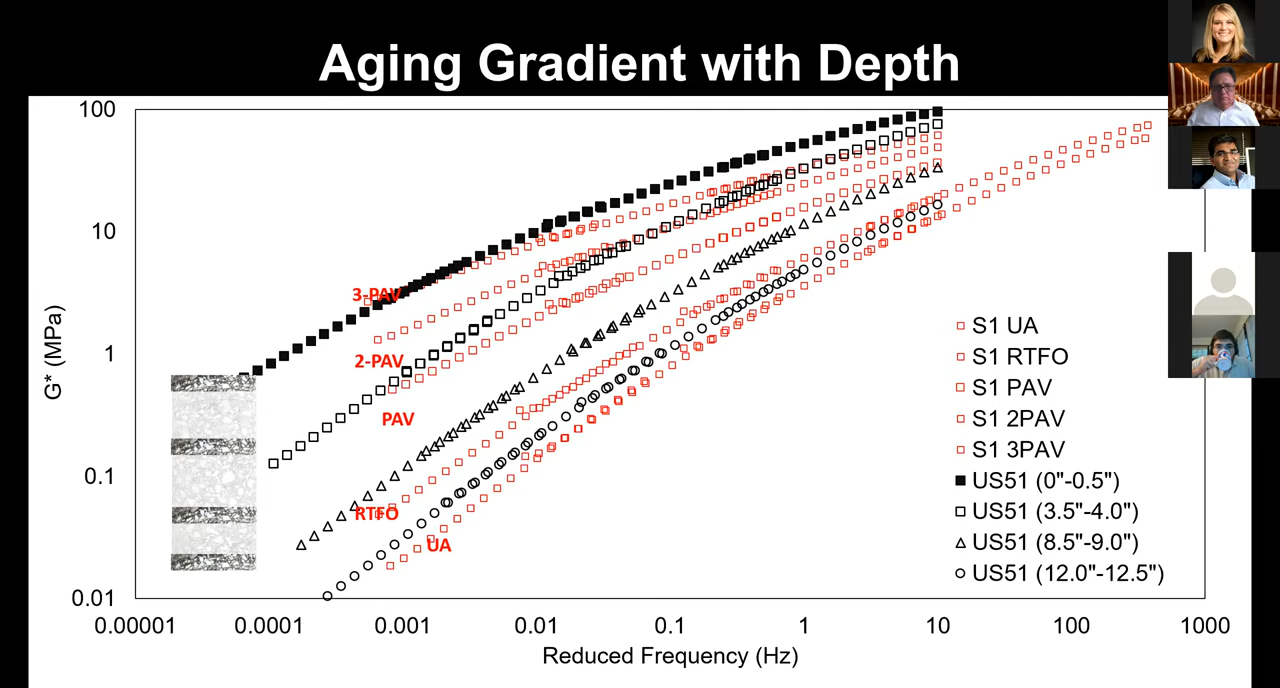 Aging Gradient with Depth
100
10
1
0.1
0.01
G* (MPa)
3-PAV
2-PAV
PAV
RTFO
UA
S1 UA
S1 RTFO
S1 PAV
S1 2PAV
S1 3PAV
US51 (0"-0.5")
US51 (3.5"-4.0")
US51 (8.5"-9.0")
US51 (12.0"-12.5")
0.00001 0.0001 0.001 0.01 0.1 1 10 100 1000
Reduced Frequency (Hz)